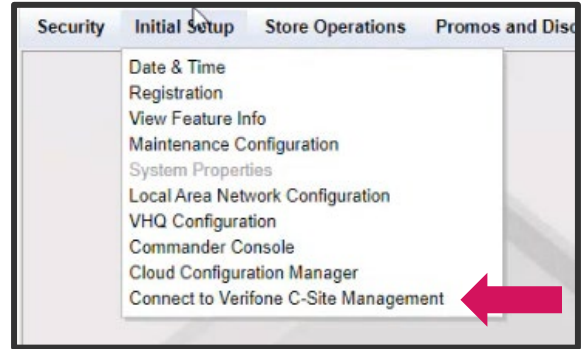 Security Initial Setup Store Operations Promos and Disc
Date & Time
Registration
View Feature Info
Maintenance Configuration
System Properties
Local Area Network Configuration
VHQ Configuration
Commander Console
Cloud Configuration Manager
Connect to Verifone C-Site Management